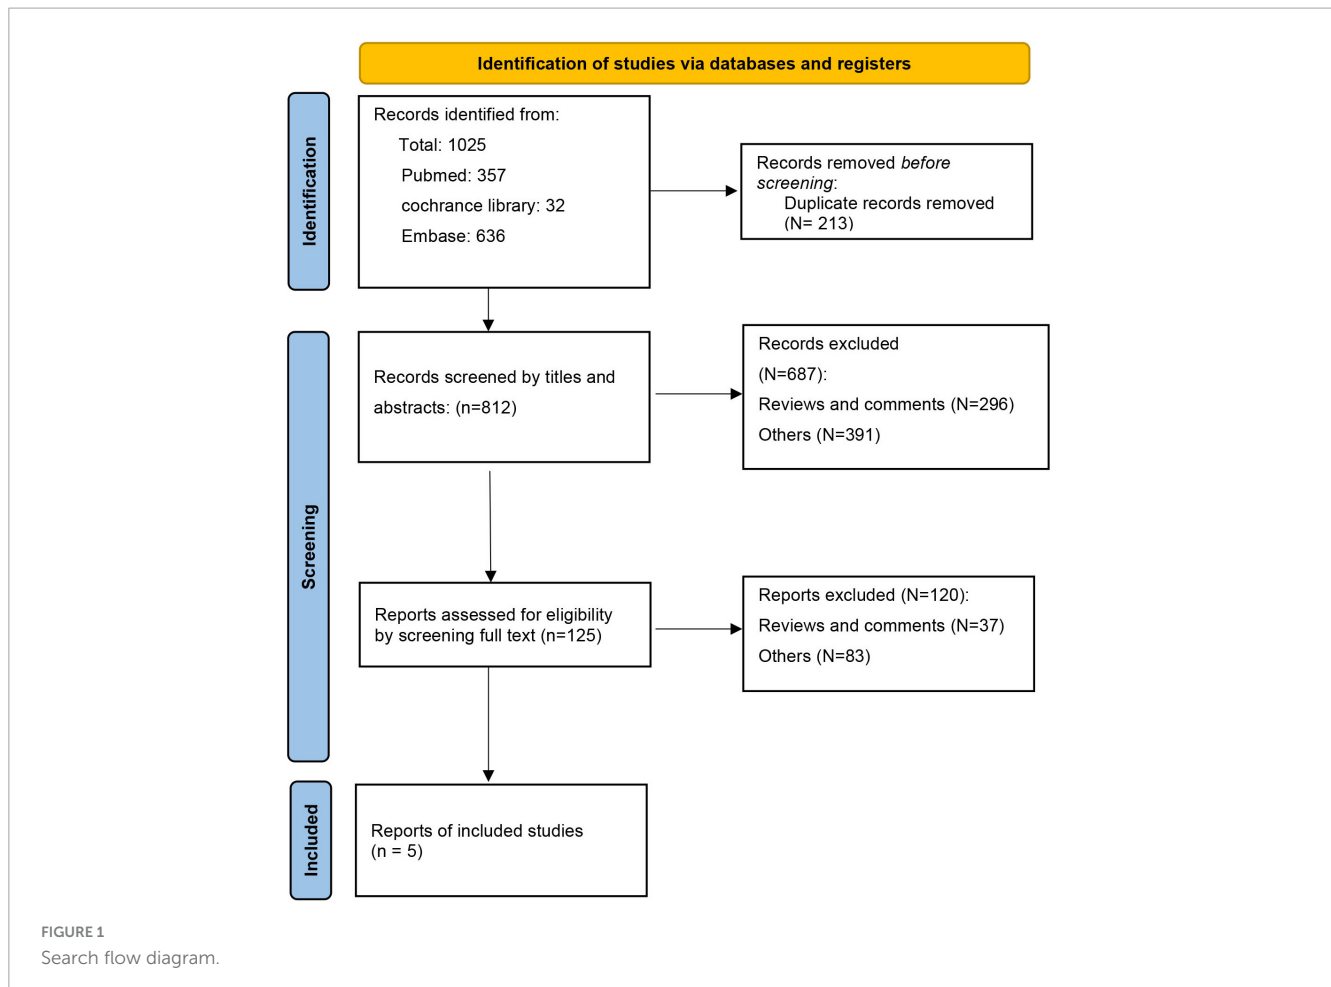 Identification of studies via databases and registers
Identification
Records identified from:
Total: 1025
Pubmed: 357
cochrance library: 32
Embase: 636
Records removed before
screening:
Duplicate records removed
(N= 213)
Screening
Records screened by titles and
abstracts: (n=812)
Records excluded
(N=687):
Reviews and comments (N=296)
Others (N=391)
Reports assessed for eligibility
by screening full text (n=125)
Reports excluded (N=120):
Reviews and comments (N=37)
Others (N=83)
Included
Reports of included studies
(n = 5)
FIGURE 1
Search flow diagram.